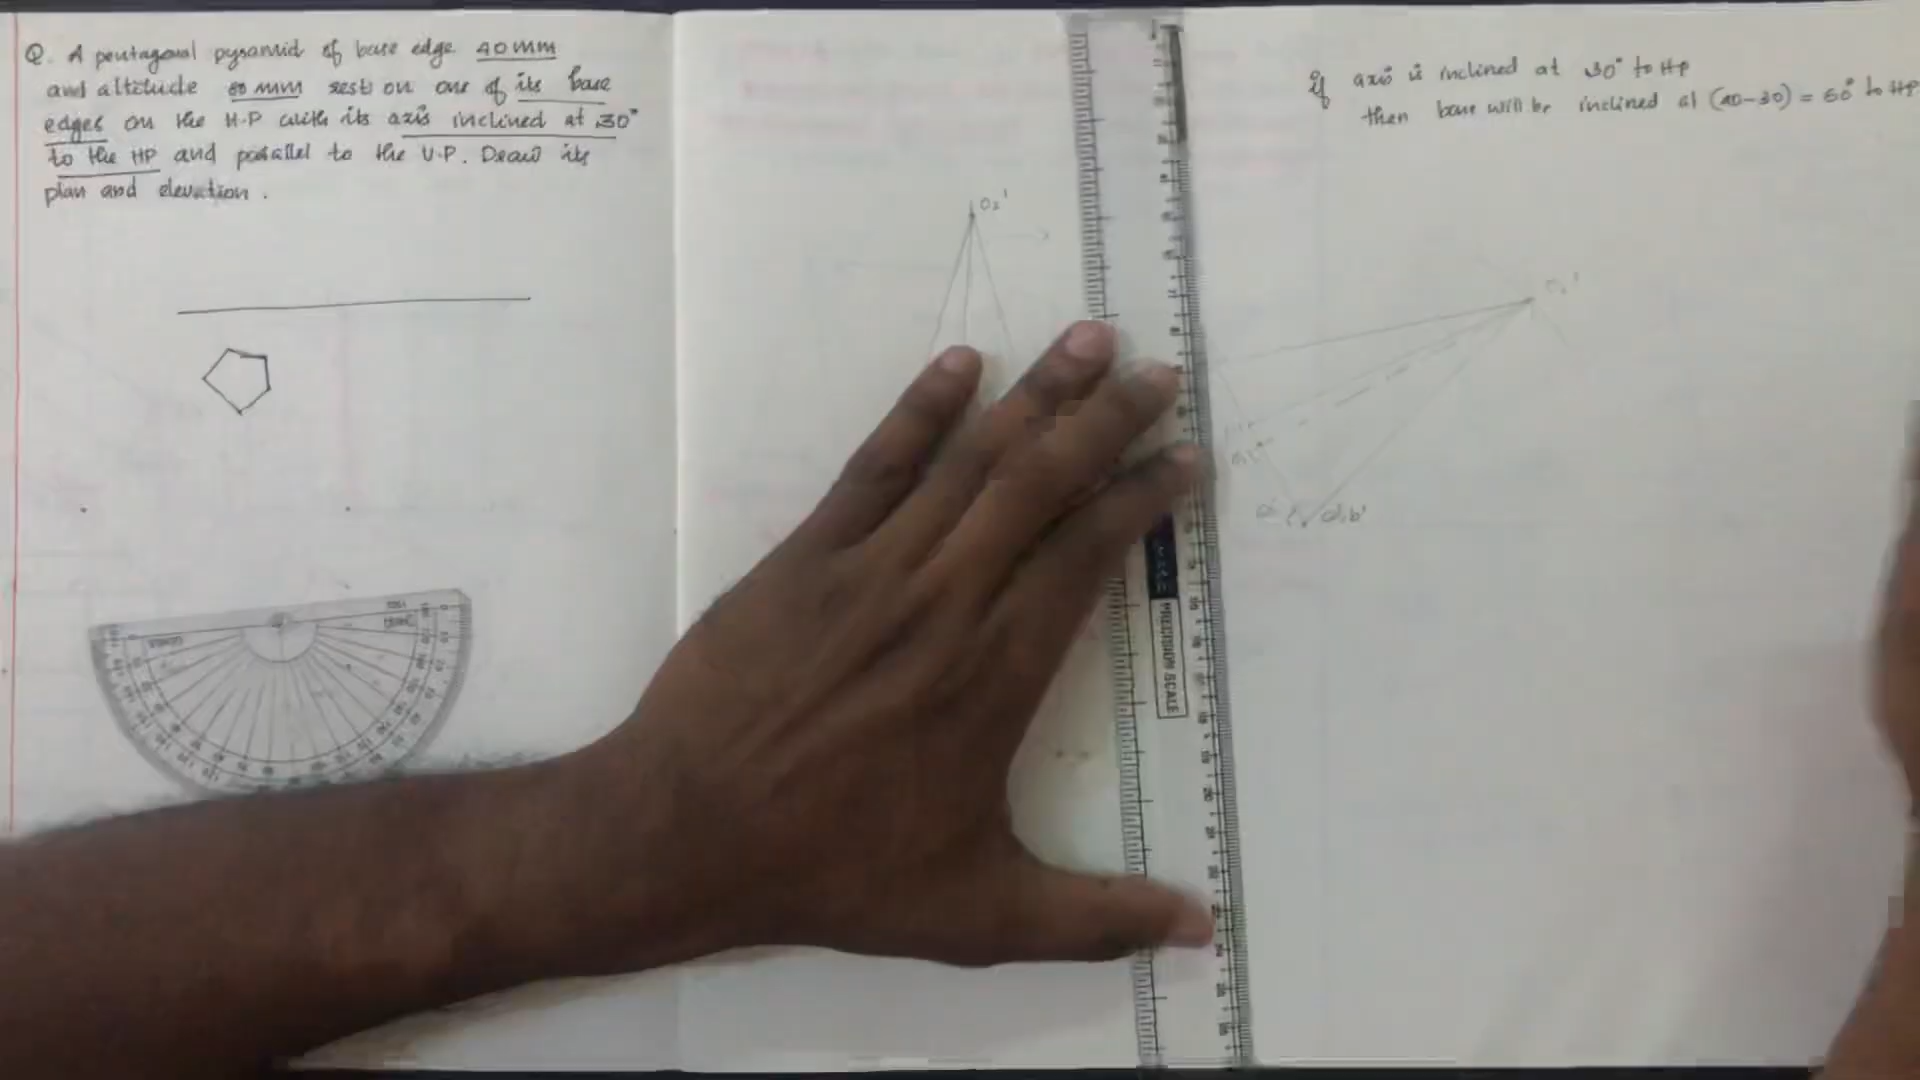 Q. A pentagonal pyramid of base edge 40mm
and altitude 80 mm rests on one of its base
edges on the H.P with its axis inclined at 30°
to the HP and parallel to the V.P. Draw its
plan and elevation.
if axis is inclined at 30° to HP
then base will be inclined at (90-30) = 60° to HP
O₂'
O₁'
PRECISION SCALE